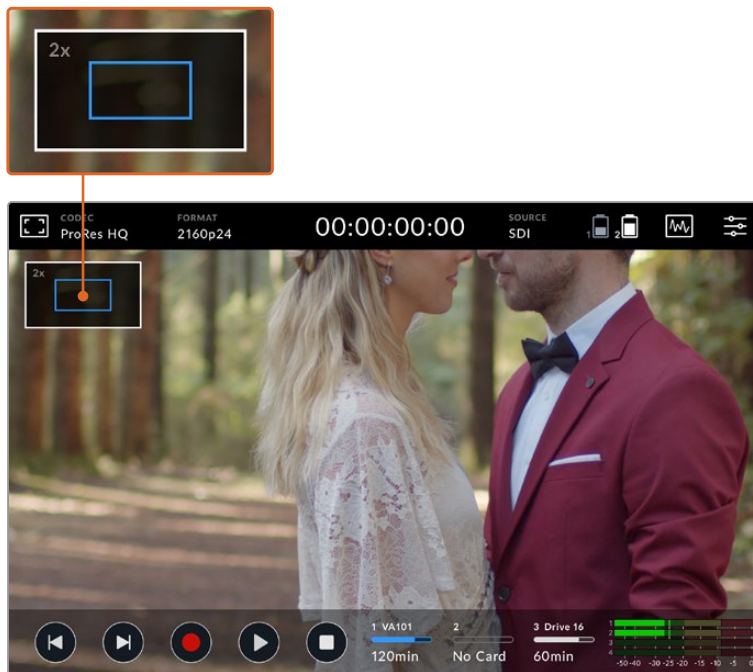 2x
CODEC
ProRes HQ
FORMAT
2160p24
00:00:00:00
SOURCE
SDI
1
2
2x
1 VA101
120min
2
No Card
3 Drive 16
60min
1
2
3
4
-50 -40 -30 -25 -20 -15 -10 -5